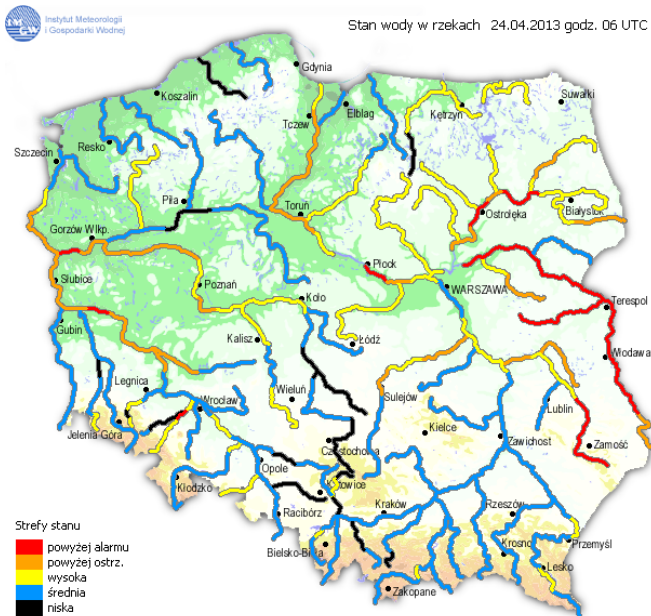 IMGW
Instytut Meteorologii
i Gospodarki Wodnej
Stan wody w rzekach 24.04.2013 godz. 06 UTC
Gdynia
Koszalin
Suwałki
Elbląg
Kętrzyn
Tczew
Resko
Szczecin
Piła
Toruń
Ostrołęka
Białystok
Gorzów Wlkp.
Płock
Słubice
Poznań
WARSZAWA
Koło
Terespol
Gubin
Kalisz
Łódź
Włodawa
Legnica
Wieluń
Sulejów
Wrocław
Lublin
Jelenia Góra
Kielce
Zawichost
Zamość
Częstochowa
Opole
Kłodzko
Katowice
Racibórz
Kraków
Rzeszów
Bielsko-Biała
Krosno
Przemyśl
Lesko
Zakopane
Strefy stanu
powyżej alarmu
powyżej ostrz.
wysoka
średnia
niska